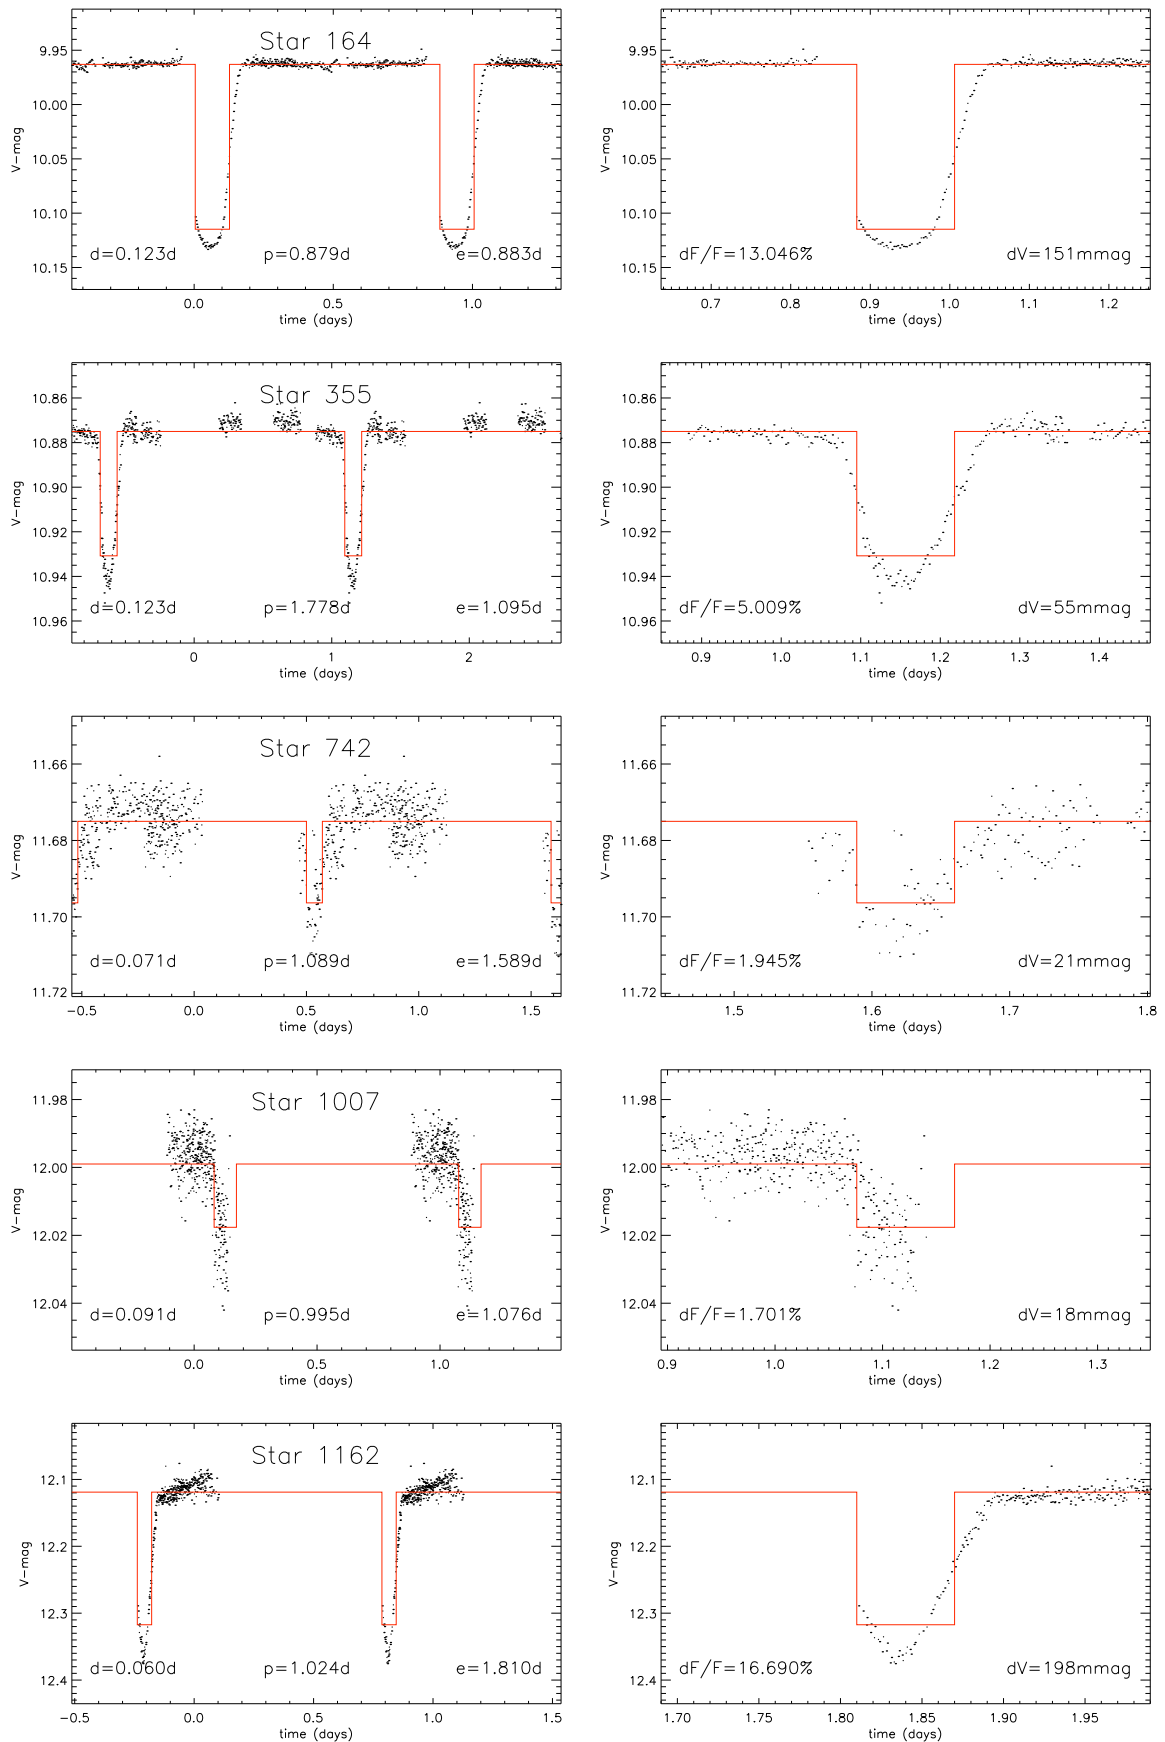 Star 164
9.95
10.00
10.05
10.10
10.15
V-mag
d=0.123d p=0.879d e=0.883d
0.0 0.5 1.0
time (days)
dF/F=13.046% dV=151mmag
9.95
10.00
10.05
10.10
10.15
V-mag
0.7 0.8 0.9 1.0 1.1 1.2
time (days)
Star 355
10.86
10.88
10.90
10.92
10.94
10.96
V-mag
d=0.123d p=1.778d e=1.095d
0 1 2
time (days)
10.86
10.88
10.90
10.92
10.94
10.96
V-mag
dF/F=5.009% dV=55mmag
0.9 1.0 1.1 1.2 1.3 1.4
time (days)
Star 742
11.66
11.68
11.70
11.72
V-mag
d=0.071d p=1.089d e=1.589d
-0.5 0.0 0.5 1.0 1.5
time (days)
11.66
11.68
11.70
11.72
V-mag
dF/F=1.945% dV=21mmag
1.5 1.6 1.7 1.8
time (days)
Star 1007
11.98
12.00
12.02
12.04
V-mag
d=0.091d p=0.995d e=1.076d
0.0 0.5 1.0
time (days)
11.98
12.00
12.02
12.04
V-mag
dF/F=1.701% dV=18mmag
0.9 1.0 1.1 1.2 1.3
time (days)
Star 1162
12.1
12.2
12.3
12.4
V-mag
d=0.060d p=1.024d e=1.810d
-0.5 0.0 0.5 1.0 1.5
time (days)
12.1
12.2
12.3
12.4
V-mag
dF/F=16.690% dV=198mmag
1.70 1.75 1.80 1.85 1.90 1.95
time (days)